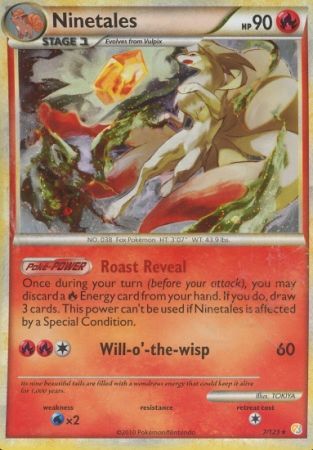 Ninetales
HP 90
STAGE 1
Evolves from Vulpix
NO. 038 Fox Pokémon HT: 3'07" WT: 43.9 lbs.
Poké-POWER Roast Reveal
Once during your turn (before your attack), you may
discard a Energy card from your hand. If you do, draw
3 cards. This power can't be used if Ninetales is affected
by a Special Condition.
Will-o'-the-wisp 60
Its nine beautiful tails are filled with a wondrous energy that could keep it alive
for 1,000 years.
Illus. TOKIYA
weakness resistance retreat cost
×2
©2010 Pokémon/Nintendo
7/123 ★